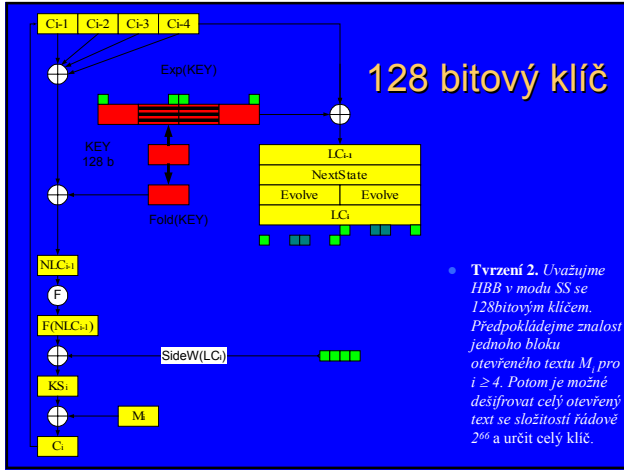 Ci-1 Ci-2 Ci-3 Ci-4
128 bitový klíč
Exp(KEY)
KEY
128 b
Fold(KEY)
LCi-1
NextState
Evolve Evolve
LCi
NLCi-1
F
F(NLCi-1)
SideW(LCi)
KSi
Mi
Ci
• Tvrzení 2. Uvažujme
HBB v modu SS se
128bitovým klíčem.
Předpokládejme znalost
jednoho bloku
otevřeného textu Mi pro
i ≥ 4. Potom je možné
dešifrovat celý otevřený
text se složitostí řádově
2⁶⁶ a určit celý klíč.